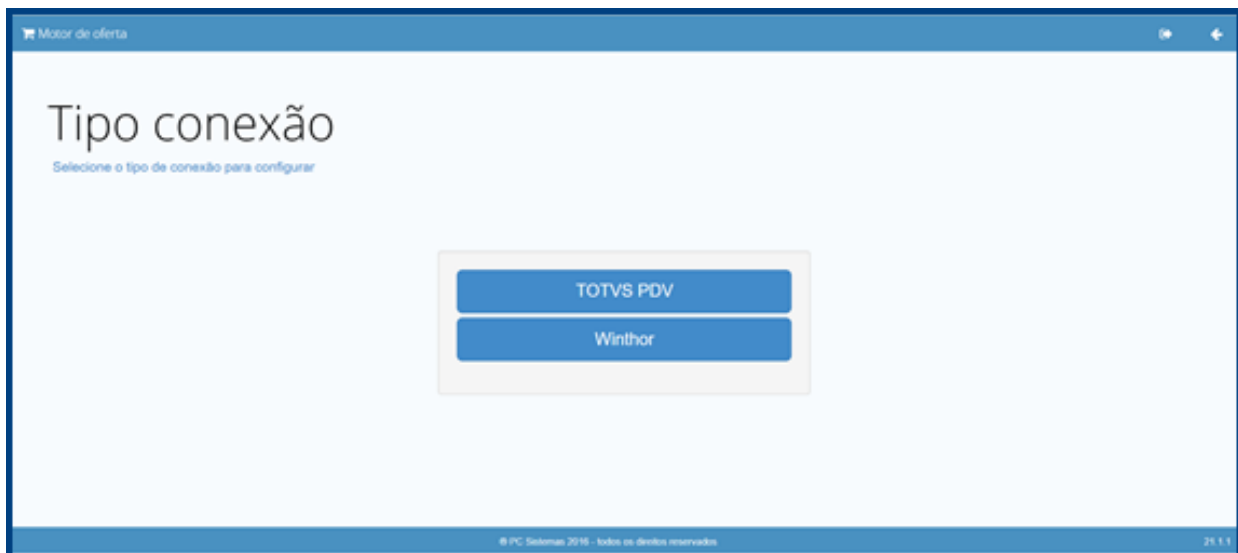 Motor de oferta
Tipo conexão
Selecione o tipo de conexão para configurar
TOTVS PDV
Winthor
© PC Sistemas 2016 - todos os direitos reservados
21.1.1